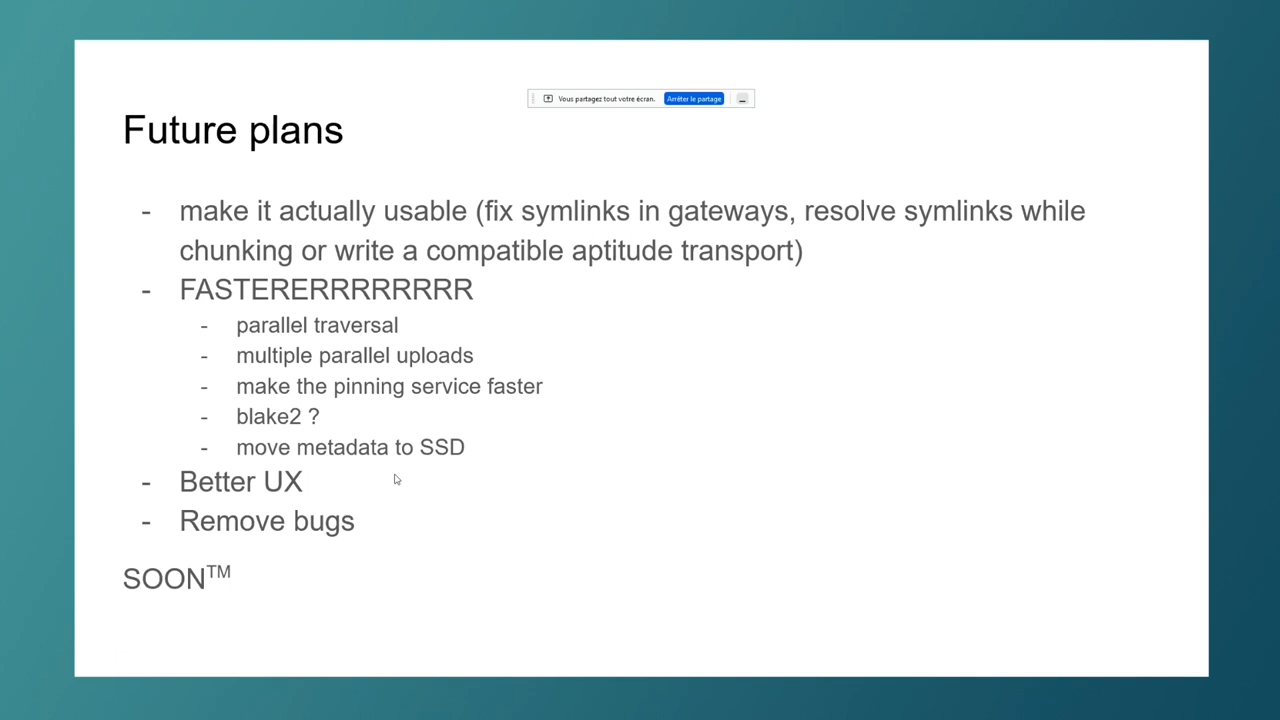 Vous partagez tout votre écran. Arrêter le partage
Future plans
- make it actually usable (fix symlinks in gateways, resolve symlinks while
chunking or write a compatible aptitude transport)
- FASTERERRRRRRRR
- parallel traversal
- multiple parallel uploads
- make the pinning service faster
- blake2 ?
- move metadata to SSD
- Better UX
- Remove bugs
SOON™